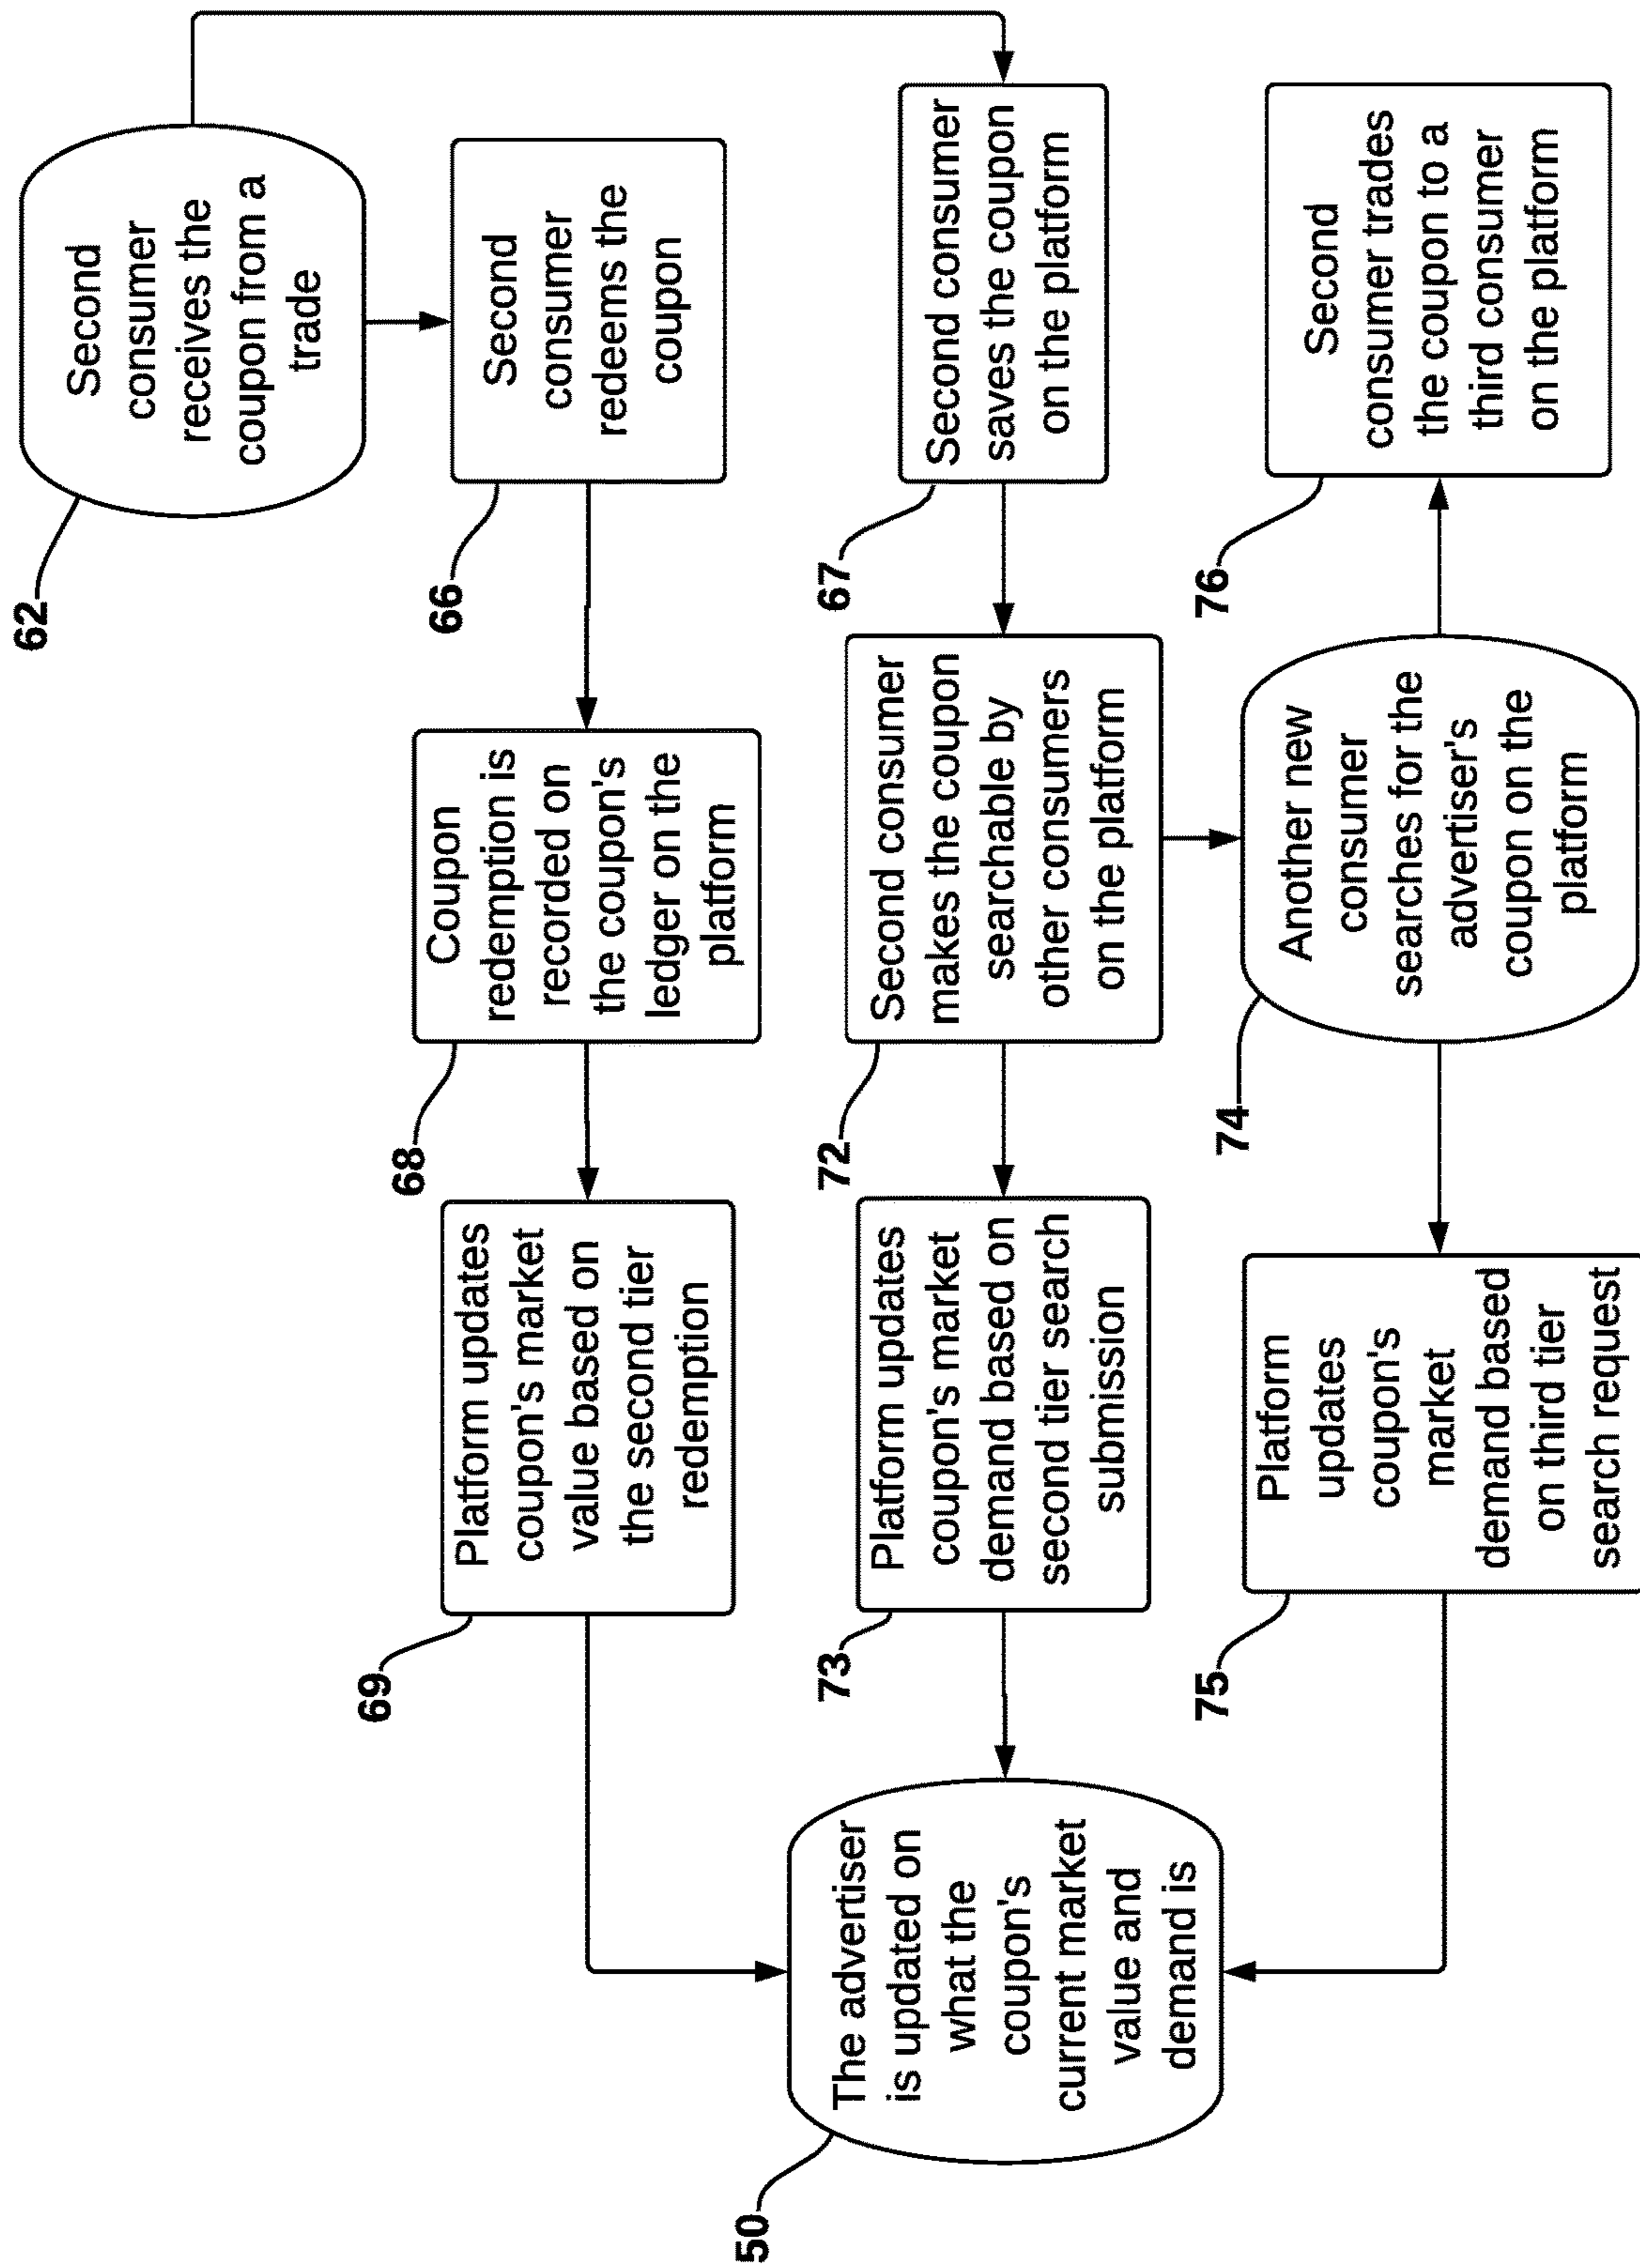 62
Second
consumer
receives the
coupon from a
trade
69
Platform updates
coupon's market
value based on
the second tier
redemption
68
Coupon
redemption is
recorded on
the coupon's
ledger on the
platform
66
Second
consumer
redeems the
coupon
50
The advertiser
is updated on
what the
coupon's
current market
value and
demand is
73
Platform updates
coupon's market
demand based on
second tier search
submission
72
Second consumer
makes the coupon
searchable by
other consumers
on the platform
67
Second consumer
saves the coupon
on the platform
75
Platform
updates
coupon's
market
demand based
on third tier
search request
74
Another new
consumer
searches for the
advertiser's
coupon on the
platform
76
Second
consumer trades
the coupon to a
third consumer
on the platform